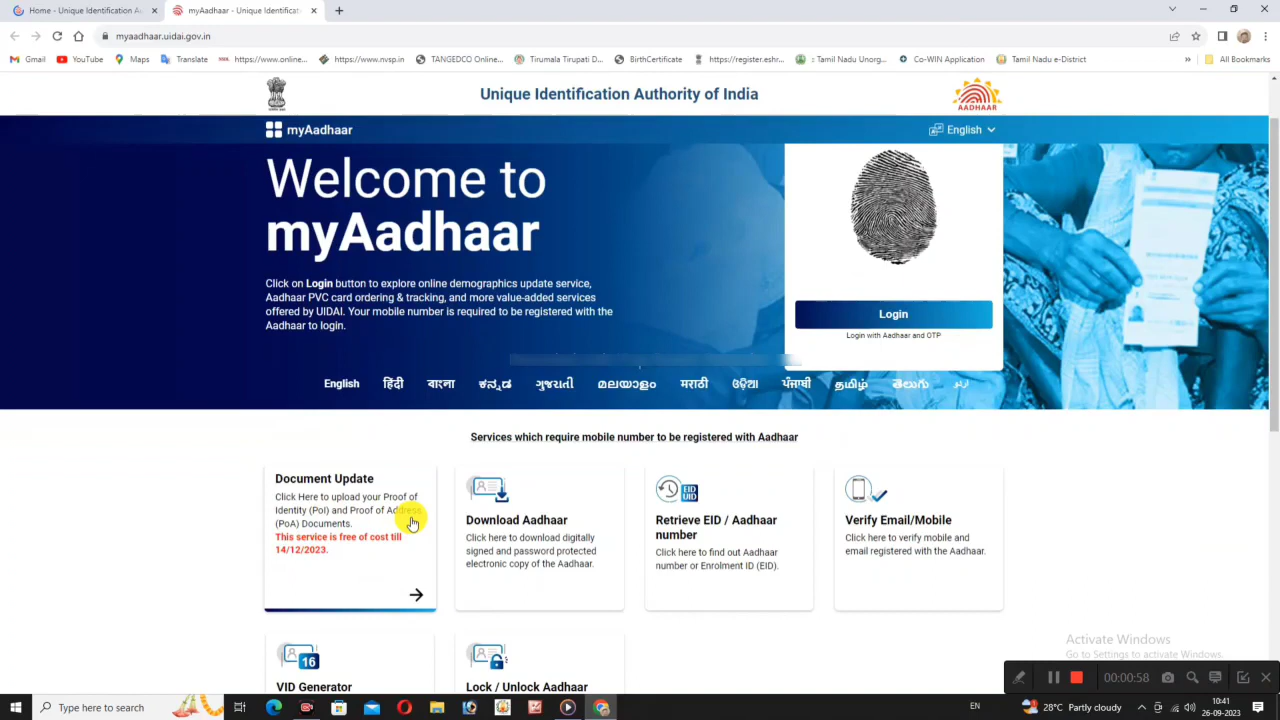 Home - Unique Identification A
myAadhaar - Unique Identificat
myaadhaar.uidai.gov.in
Gmail
YouTube
Maps
Translate
https://www.online...
https://www.nvsp.in
TANGEDCO Online...
Tirumala Tirupati D...
BirthCertificate
https://register.eshr...
: Tamil Nadu Unorg...
Co-WIN Application
Tamil Nadu e-District
»
All Bookmarks
Unique Identification Authority of India
AADHAAR
myAadhaar
English
Welcome to
myAadhaar
Click on Login button to explore online demographics update service,
Aadhaar PVC card ordering & tracking, and more value-added services
offered by UIDAI. Your mobile number is required to be registered with the
Aadhaar to login.
Login
Login with Aadhaar and OTP
English हिंदी বাংলা ಕನ್ನಡ ગુજરાતી മലയാളം मराठी ଓଡ଼ିଆ ਪੰਜਾਬੀ தமிழ் తెలుగు اردو
Services which require mobile number to be registered with Aadhaar
Document Update
Click Here to upload your Proof of
Identity (PoI) and Proof of Address
(PoA) Documents.
This service is free of cost till
14/12/2023.
Download Aadhaar
Click here to download digitally
signed and password protected
electronic copy of the Aadhaar.
EID
UID
Retrieve EID / Aadhaar
number
Click here to find out Aadhaar
number or Enrolment ID (EID).
Verify Email/Mobile
Click here to verify mobile and
email registered with the Aadhaar.
16
VID Generator
Lock / Unlock Aadhaar
Activate Windows
Go to Settings to activate Windows.
00:00:58
Type here to search
EN
28°C Partly cloudy
10:41
26-09-2023